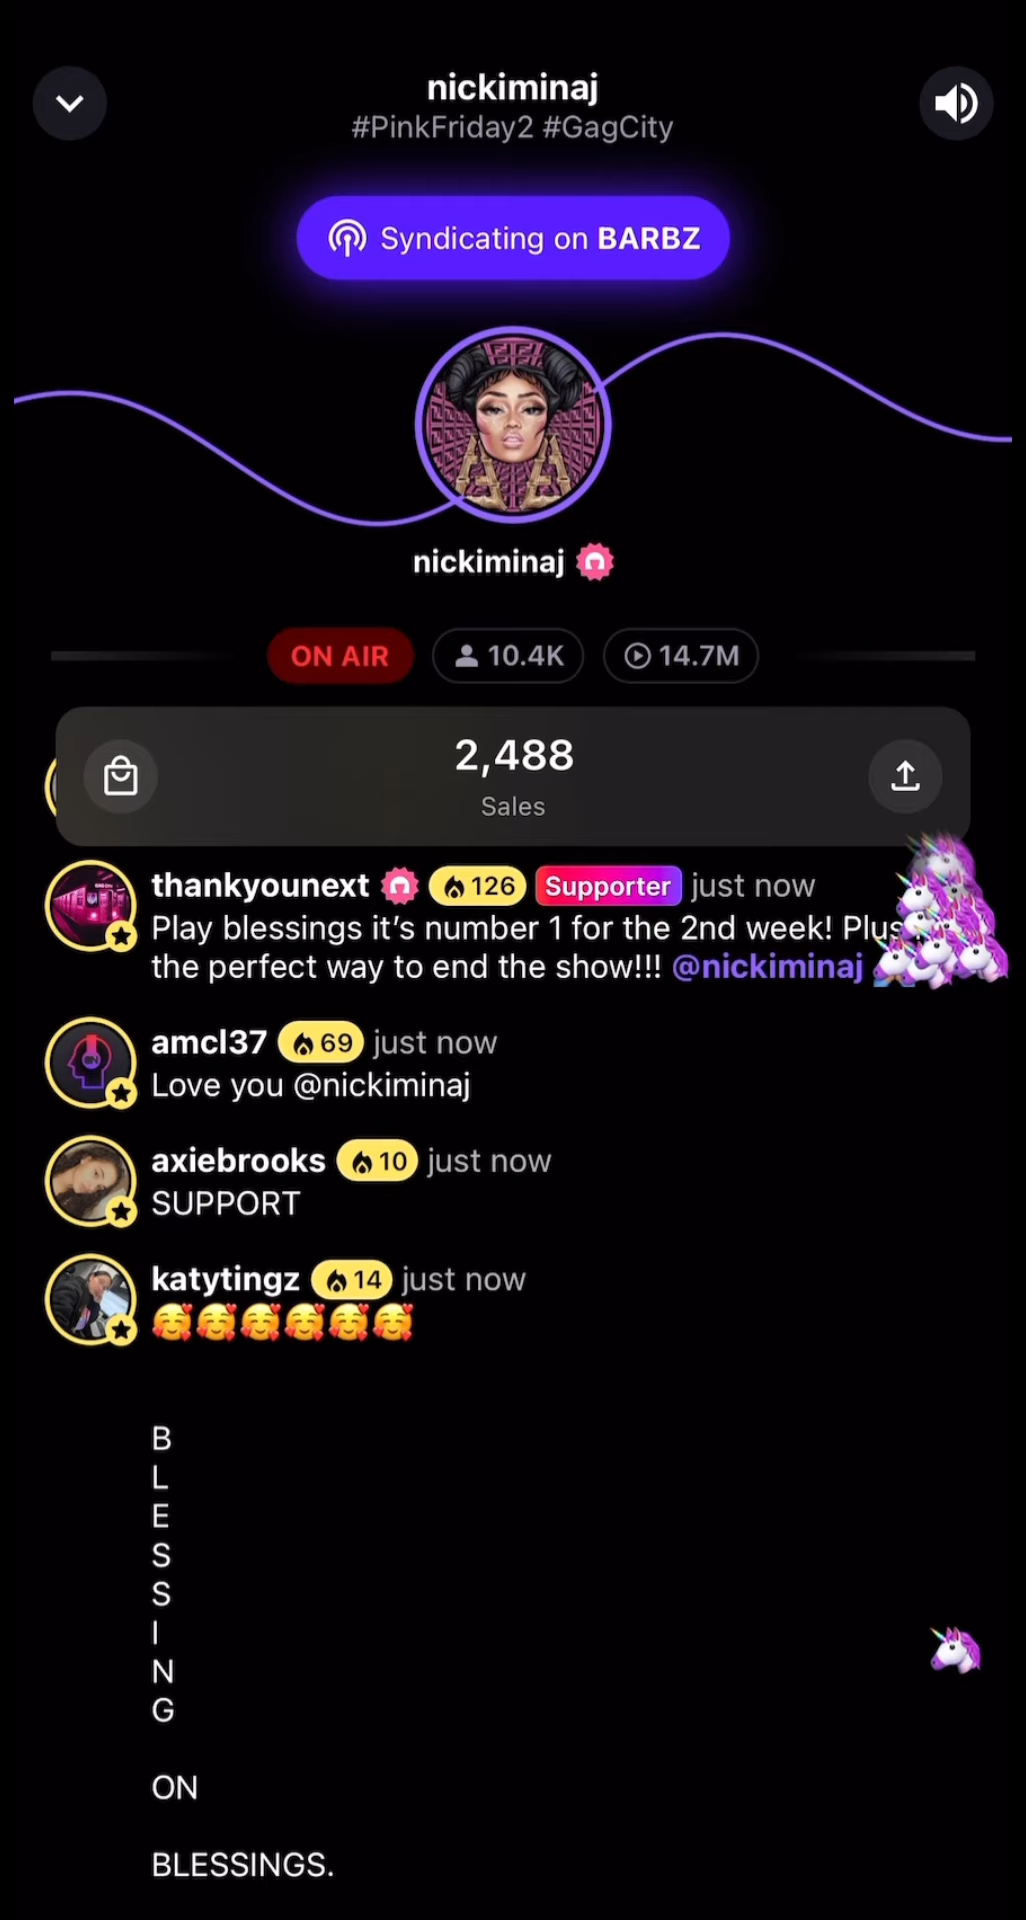 nickiminaj
#PinkFriday2 #GagCity
Syndicating on BARBZ
nickiminaj
ON AIR 10.4K 14.7M
2,488
Sales
thankyounext 126 Supporter just now
Play blessings it’s number 1 for the 2nd week! Plus
the perfect way to end the show!!! @nickiminaj
amcl37 69 just now
Love you @nickiminaj
axiebrooks 10 just now
SUPPORT
katytingz 14 just now
🥰🥰🥰🥰🥰🥰
B
L
E
S
S
I
N
G
ON
BLESSINGS.